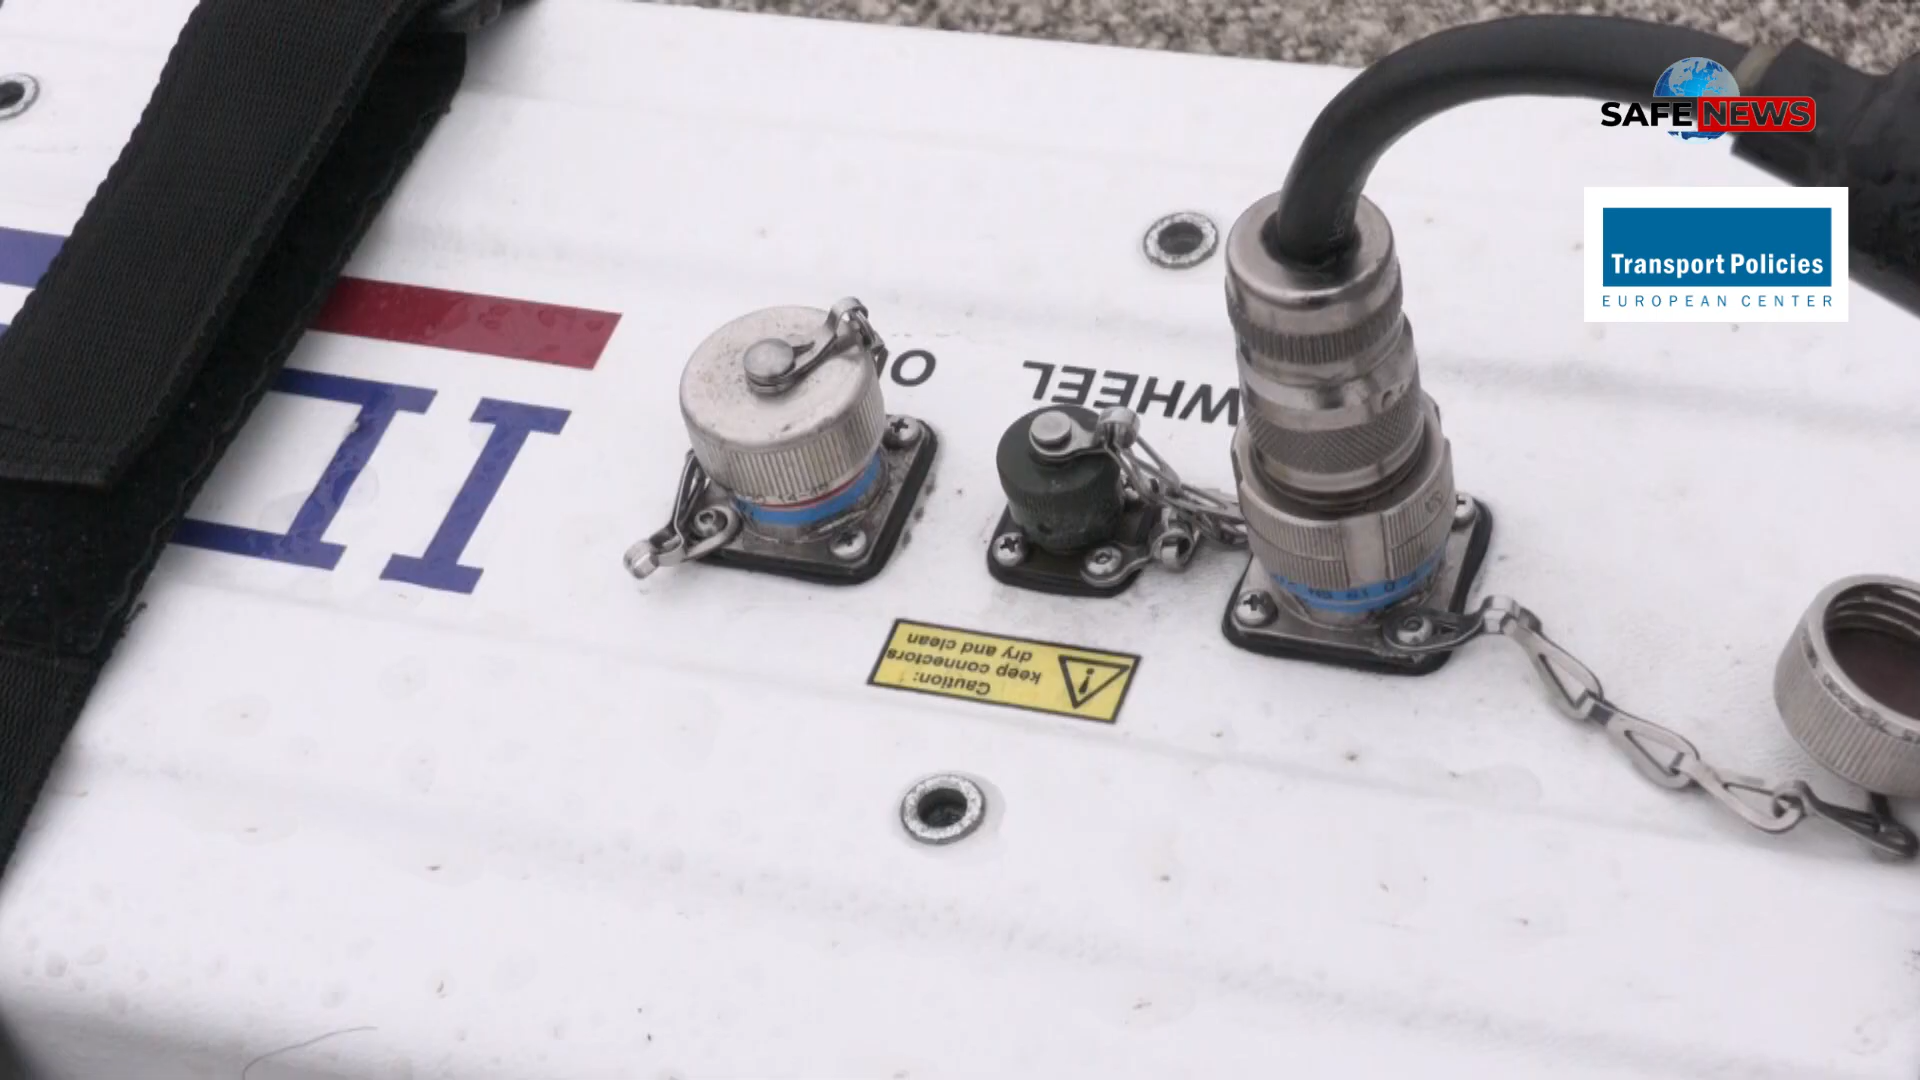 SAFE NEWS
Transport Policies
EUROPEAN CENTER
WHEEL
Caution:
keep connectors
dry and clean